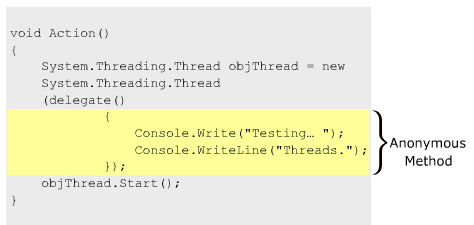 void Action()
{
System.Threading.Thread objThread = new
System.Threading.Thread
(delegate()
{
Console.Write("Testing… ");
Console.WriteLine("Threads.");
});
objThread.Start();
}
Anonymous
Method